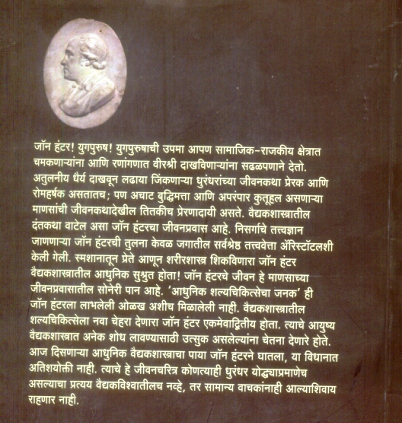 जॉन हंटर! युगपुरुष! युगपुरुषाची उपमा आपण सामाजिक-राजकीय क्षेत्रात
चमकणाऱ्यांना आणि रणांगणात वीरश्री दाखविणाऱ्यांना सढळपणाने देतो.
अतुलनीय धैर्य दाखवून लढाया जिंकणाऱ्या धुरंधरांच्या जीवनकथा प्रेरक आणि
रोमहर्षक असतातच; पण अचाट बुद्धिमत्ता आणि अपरंपार कुतूहल असणाऱ्या
माणसांची जीवनकथादेखील तितकीच प्रेरणादायी असते. वैद्यकशास्त्रातील
दंतकथा वाटेल असा जॉन हंटरचा जीवनप्रवास आहे. निसर्गाचे तत्त्वज्ञान
जाणणाऱ्या जॉन हंटरची तुलना केवळ जगातील सर्वश्रेष्ठ तत्त्ववेत्ता ॲरिस्टॉटलशी
केली गेली. स्मशानातून प्रेते आणून शरीरशास्त्र शिकविणारा जॉन हंटर
वैद्यकशास्त्रातील आधुनिक सुश्रुत होता! जॉन हंटरचे जीवन हे माणसाच्या
जीवनप्रवासातील सोनेरी पान आहे. 'आधुनिक शल्यचिकित्सेचा जनक' ही
जॉन हंटरला लाभलेली ओळख अशीच मिळालेली नाही. वैद्यकशास्त्रातील
शल्यचिकित्सेला नवा चेहरा देणारा जॉन हंटर एकमेवाद्वितीय होता. त्याचे आयुष्य
वैद्यकशास्त्रात अनेक शोध लावण्यासाठी उत्सुक असलेल्यांना चेतना देणारे होते.
आज दिसणाऱ्या आधुनिक वैद्यकशास्त्राचा पाया जॉन हंटरने घातला, या विधानात
अतिशयोक्ती नाही. त्याचे हे जीवनचरित्र कोणत्याही धुरंधर योद्ध्याप्रमाणेच
असल्याचा प्रत्यय वैद्यकविश्वातीलच नव्हे, तर सामान्य वाचकांनाही आल्याशिवाय
राहणार नाही.